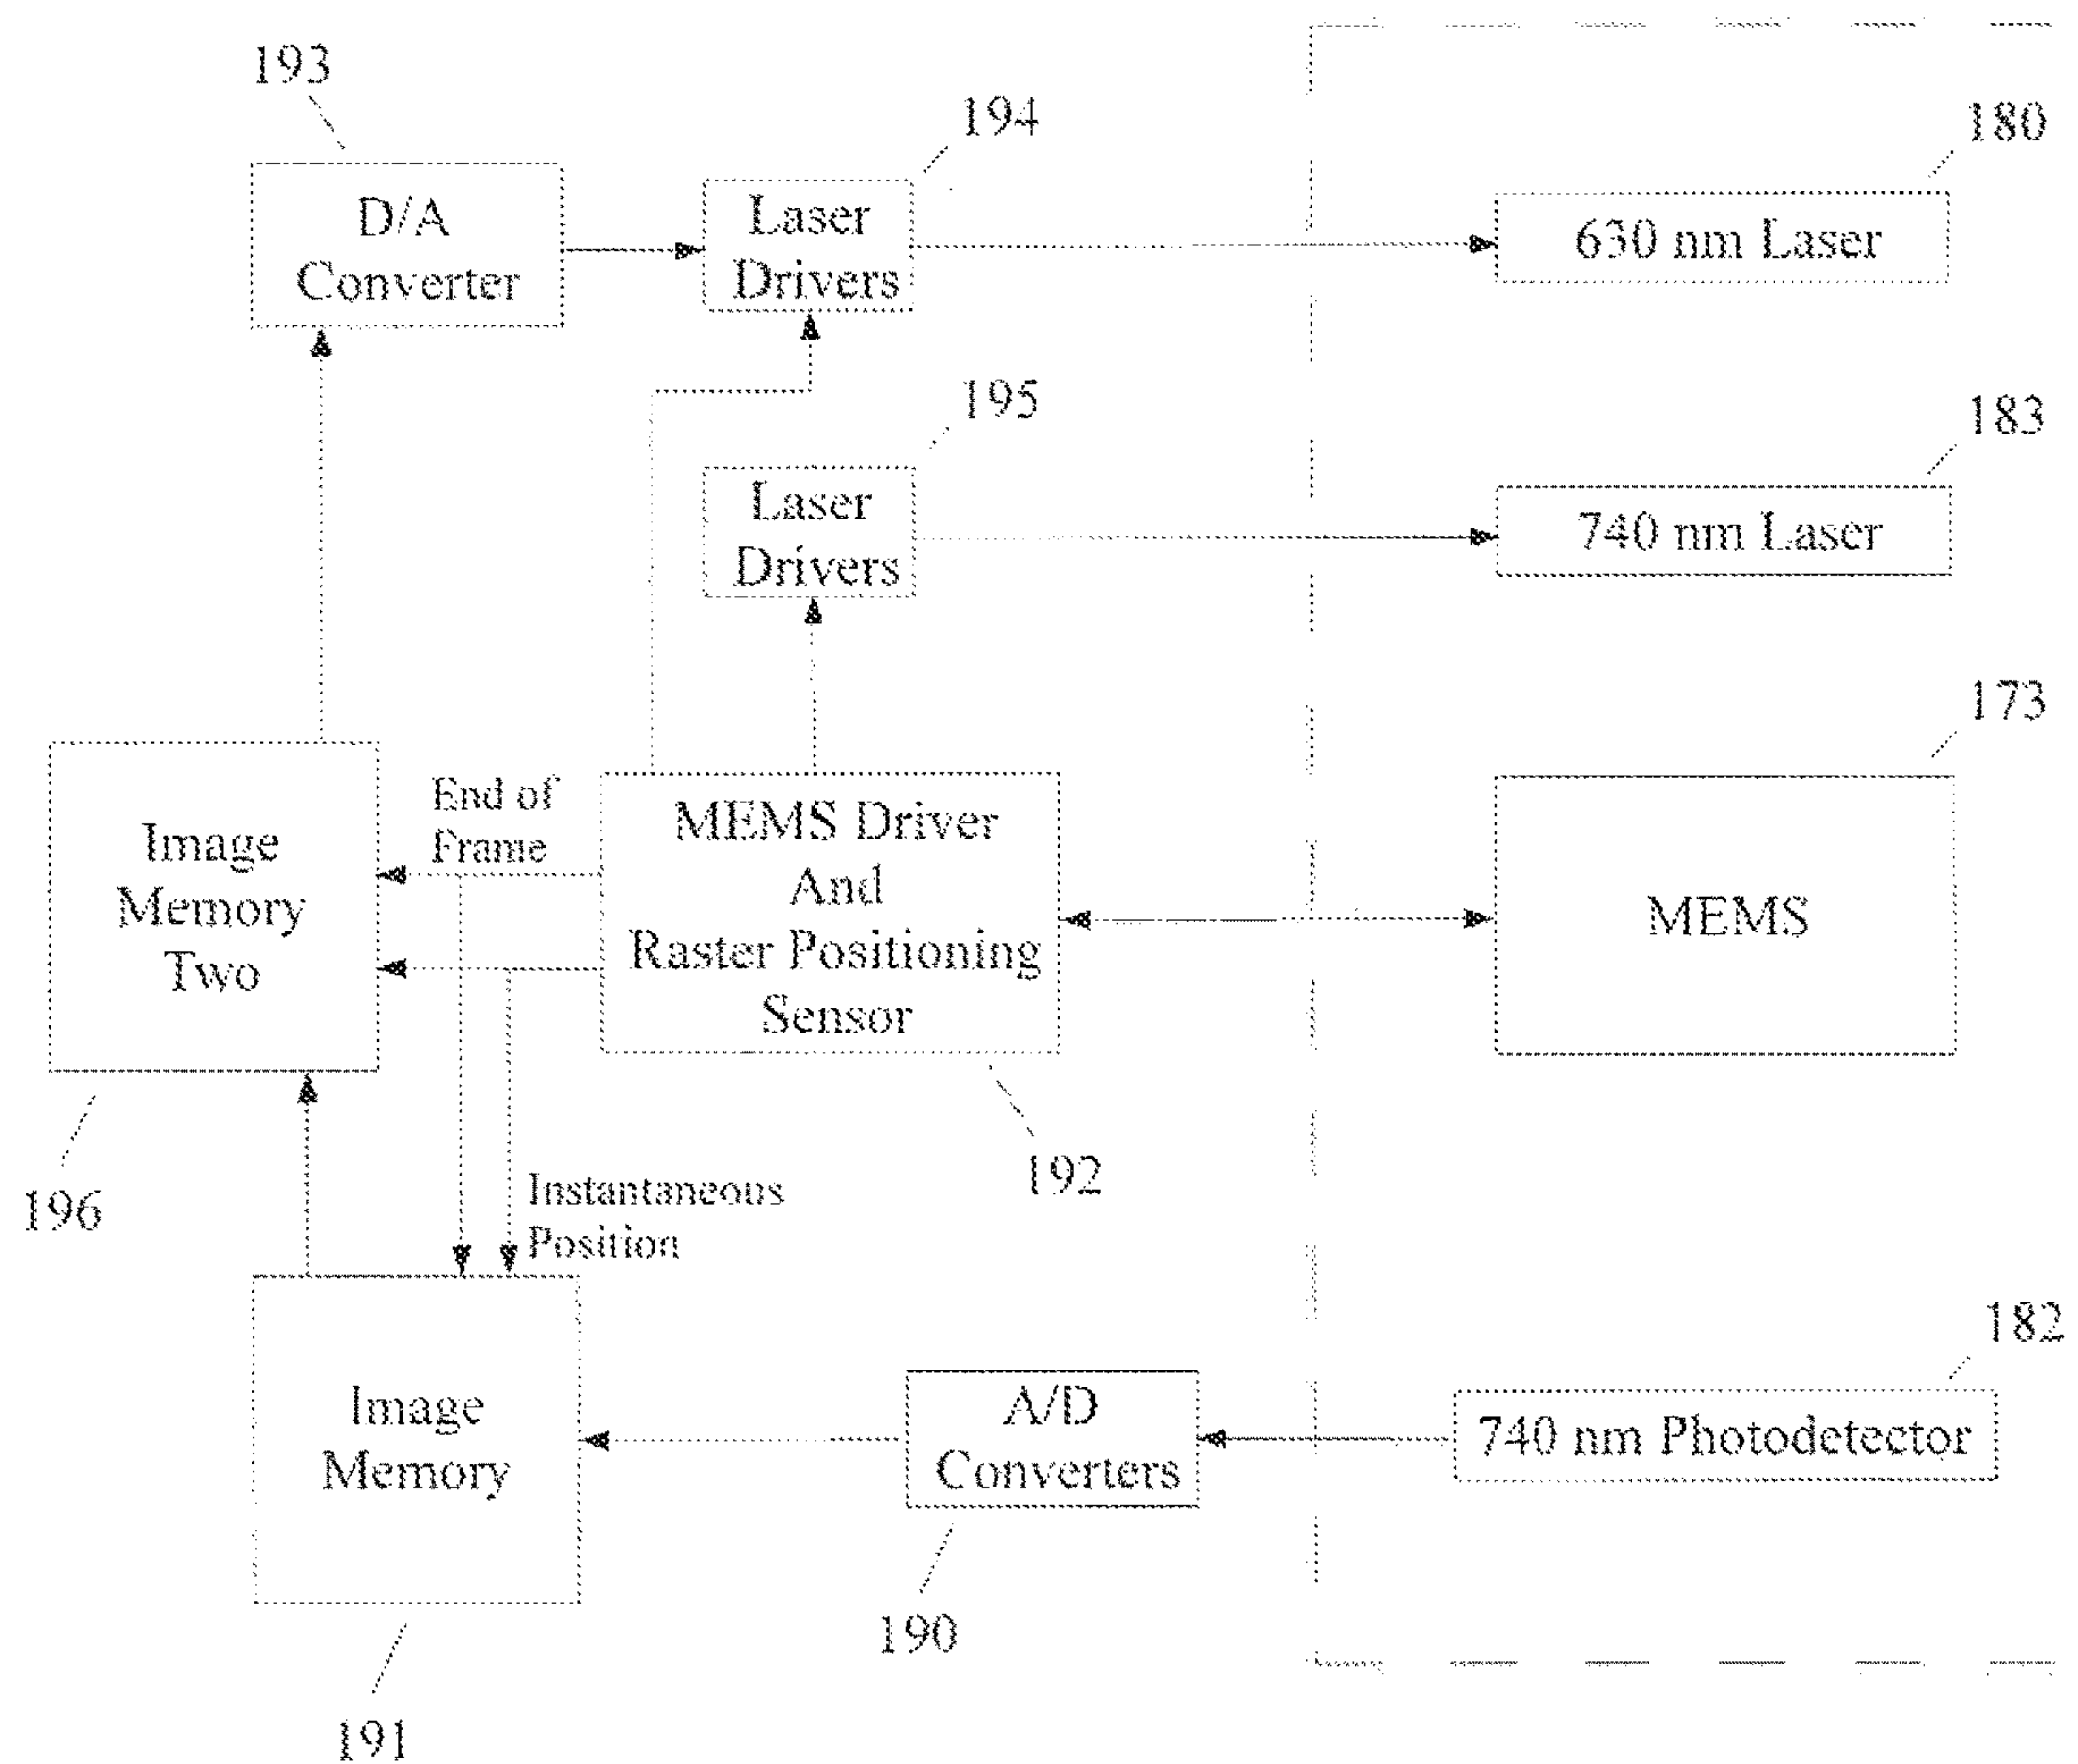 193
194
180
D/A
Converter
Laser
Drivers
630 nm Laser
195
183
Laser
Drivers
740 nm Laser
173
End of
Frame
Image
Memory
Two
MEMS Driver
And
Raster Positioning
Sensor
MEMS
192
196
Instantaneous
Position
182
Image
Memory
A/D
Converters
740 nm Photodetector
190
191